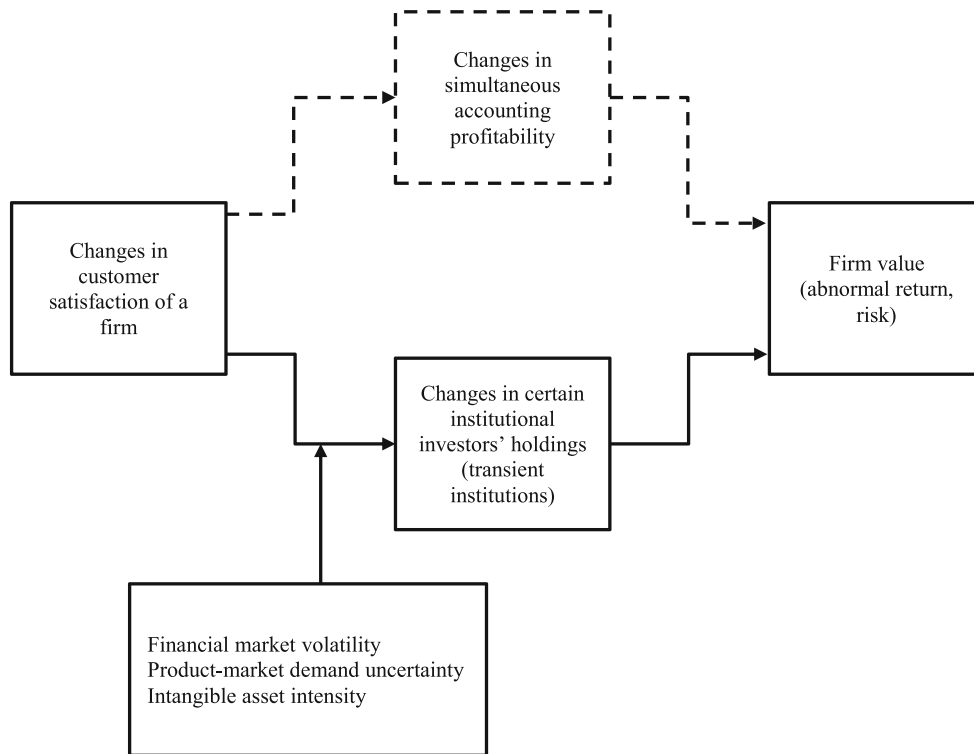 Changes in
simultaneous
accounting
profitability
Changes in
customer
satisfaction of a
firm
Firm value
(abnormal return,
risk)
Changes in certain
institutional
investors’ holdings
(transient
institutions)
Financial market volatility
Product-market demand uncertainty
Intangible asset intensity